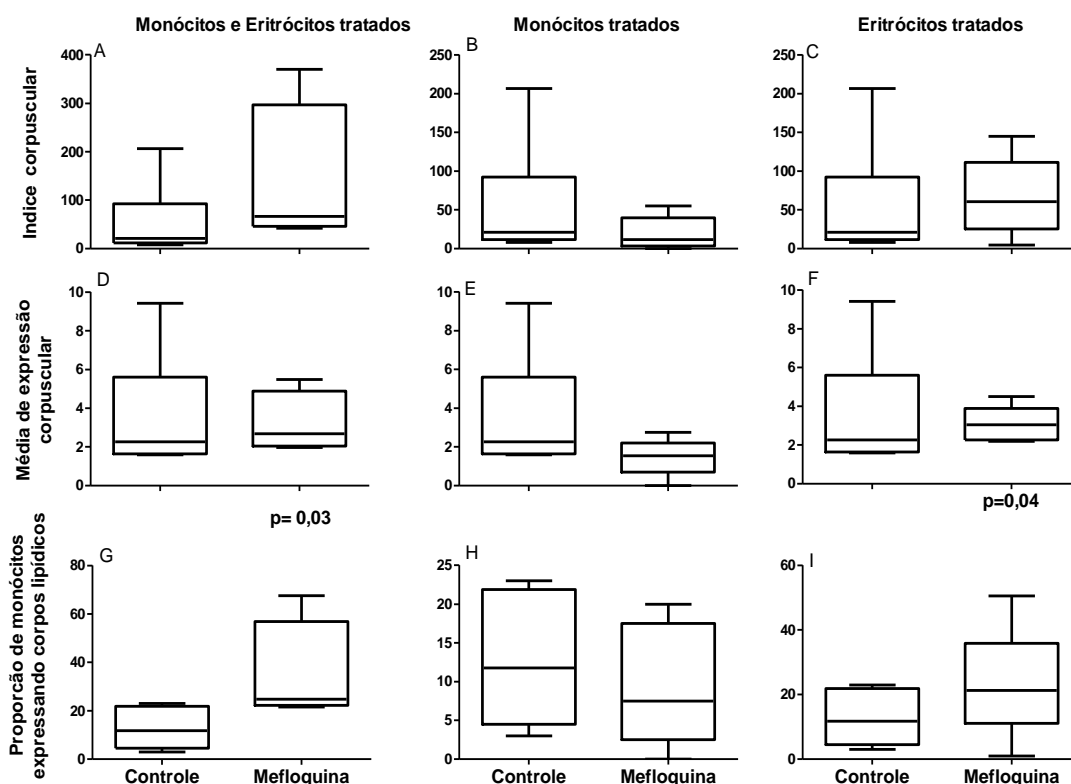 Monócitos e Eritrócitos tratados
Monócitos tratados
Eritrócitos tratados
Indice corpuscular
A
400
300
200
100
0
B
250
200
150
100
50
0
C
250
200
150
100
50
0
Média de expressão
corpuscular
D
10
8
6
4
2
0
E
10
8
6
4
2
0
F
10
8
6
4
2
0
p= 0,03
p=0,04
Proporcão de monócitos
expressando corpos lipídicos
G
80
60
40
20
0
Controle
Mefloquina
H
25
20
15
10
5
0
Controle
Mefloquina
I
60
40
20
0
Controle
Mefloquina